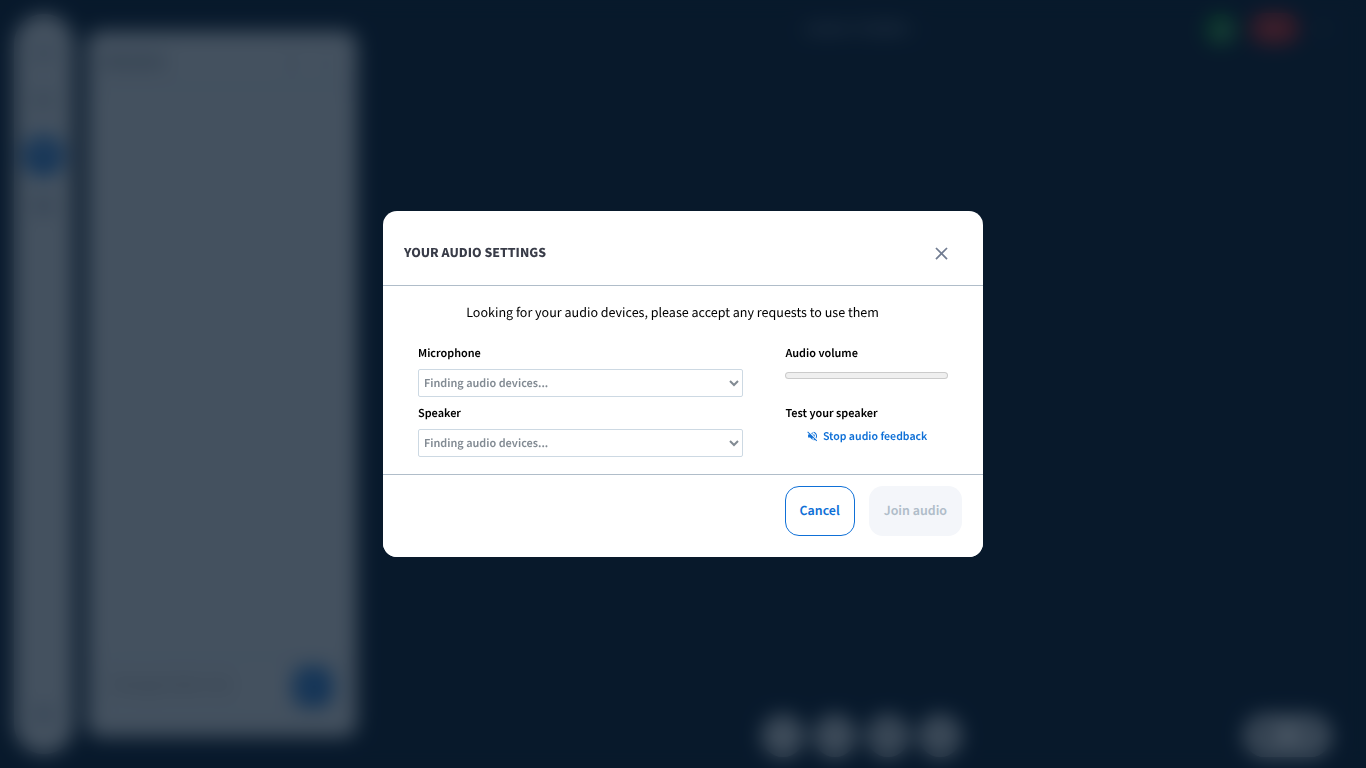 YOUR AUDIO SETTINGS
Looking for your audio devices, please accept any requests to use them
Microphone
Finding audio devices...
Audio volume
Speaker
Finding audio devices...
Test your speaker
Stop audio feedback
Cancel
Join audio